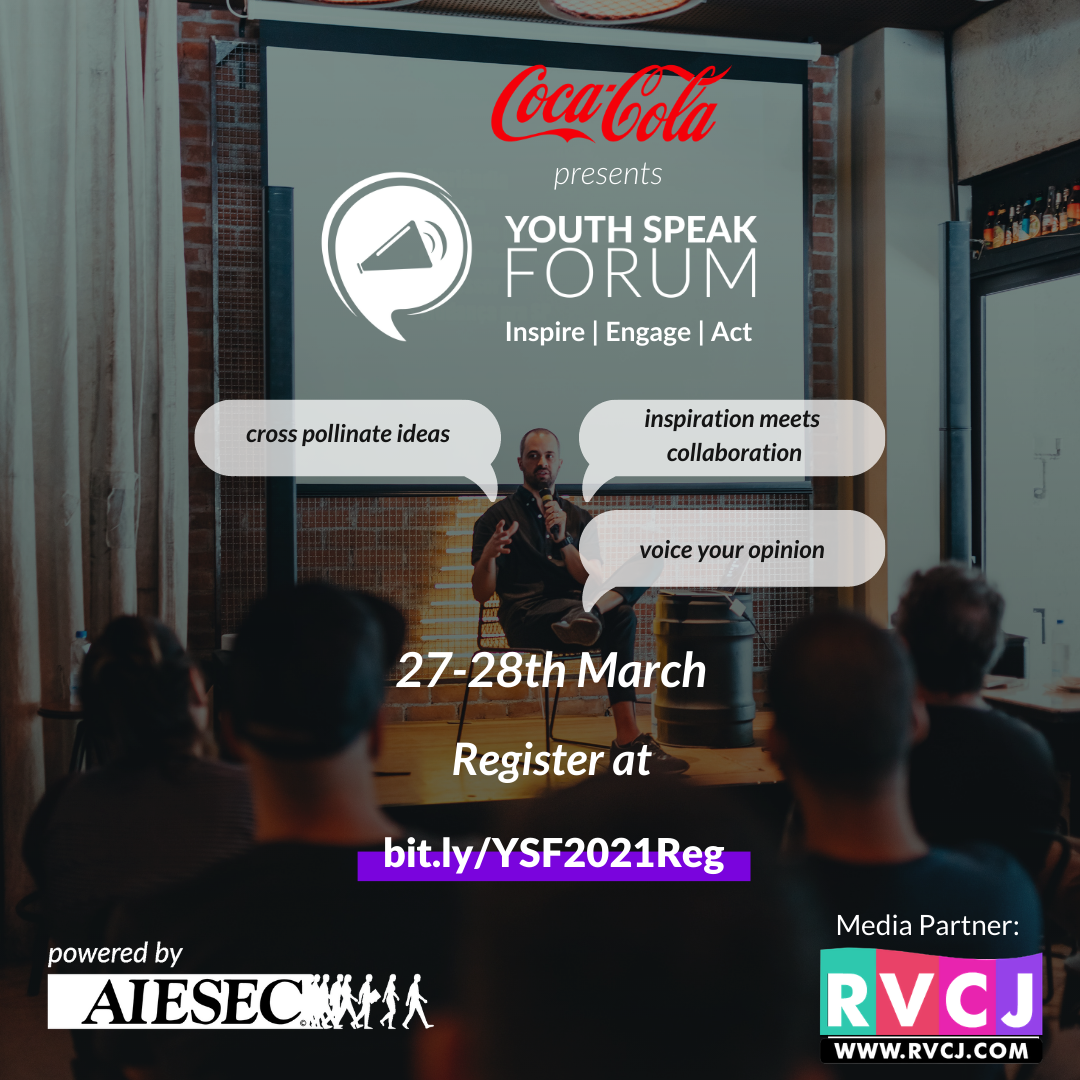 Coca-Cola
presents
YOUTH SPEAK
FORUM
Inspire | Engage | Act
cross pollinate ideas
inspiration meets
collaboration
voice your opinion
27-28th March
Register at
bit.ly/YSF2021Reg
powered by
AIESEC
Media Partner:
RVCJ
WWW.RVCJ.COM